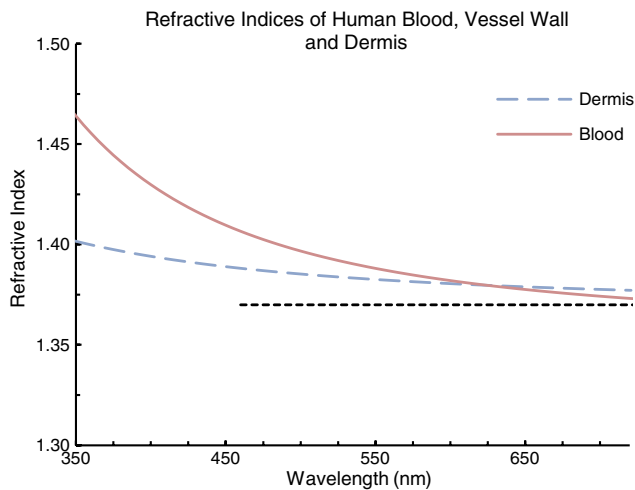 Refractive Indices of Human Blood, Vessel Wall
and Dermis
1.50
1.45
1.40
1.35
1.30
Refractive Index
Dermis
Blood
350
450
550
650
Wavelength (nm)